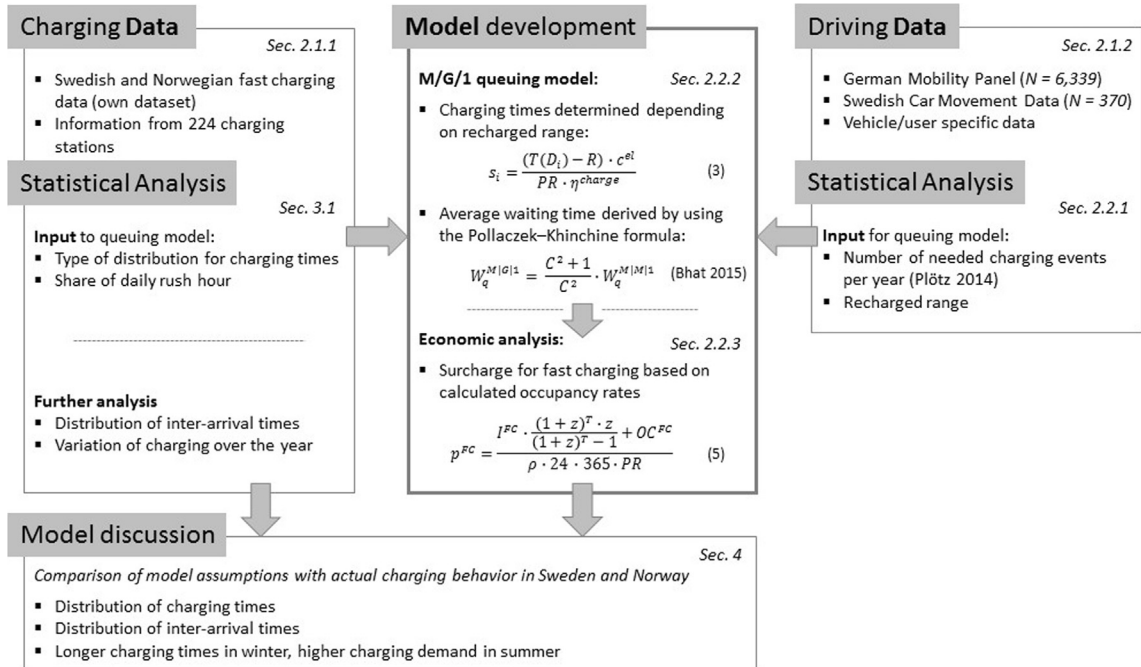 Charging Data
Sec. 2.1.1
▪ Swedish and Norwegian fast charging
data (own dataset)
▪ Information from 224 charging
stations
Statistical Analysis
Sec. 3.1
Input to queuing model:
▪ Type of distribution for charging times
▪ Share of daily rush hour
Further analysis
▪ Distribution of inter-arrival times
▪ Variation of charging over the year
Model development
M/G/1 queuing model:
Sec. 2.2.2
▪ Charging times determined depending
on recharged range:
s_i = ((T(D_i) − R) · c^{el}) / (PR · η^{charge}) (3)
▪ Average waiting time derived by using
the Pollaczek–Khinchine formula:
W_q^{M|G|1} = (C² + 1) / C² · W_q^{M|M|1} (Bhat 2015)
Economic analysis:
Sec. 2.2.3
▪ Surcharge for fast charging based on
calculated occupancy rates
p^{FC} = (I^{FC} · ((1 + z)^T · z) / ((1 + z)^T − 1) + OC^{FC}) / (ρ · 24 · 365 · PR) (5)
Driving Data
Sec. 2.1.2
▪ German Mobility Panel (N = 6,339)
▪ Swedish Car Movement Data (N = 370)
▪ Vehicle/user specific data
Statistical Analysis
Sec. 2.2.1
Input for queuing model:
▪ Number of needed charging events
per year (Plötz 2014)
▪ Recharged range
Model discussion
Sec. 4
Comparison of model assumptions with actual charging behavior in Sweden and Norway
▪ Distribution of charging times
▪ Distribution of inter-arrival times
▪ Longer charging times in winter, higher charging demand in summer